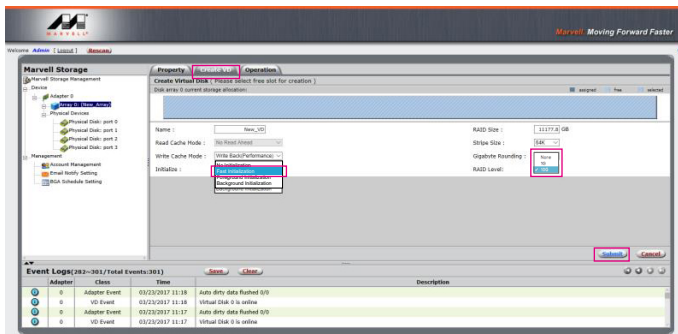 MARVELL
Marvell. Moving Forward Faster
Welcome Admin [ Logout ] Rescan
Marvell Storage
Marvell Storage Management
Device
Adapter 0
Array 0: [New_Array]
Physical Devices
Physical Disk: port 0
Physical Disk: port 1
Physical Disk: port 2
Physical Disk: port 3
Management
Account Management
Email Notify Setting
BGA Schedule Setting
Property
Create VD
Operation
Create Virtual Disk [ Please select free slot for creation ]
Disk array 0 current storage allocation:
assigned free selected
Name : New_VD
RAID Size : 11177.8 GB
Read Cache Mode : No Read Ahead
Stripe Size : 64K
Write Cache Mode : Write Back(Performance)
Gigabyte Rounding :
None
1G
10G
Initialize :
No Initialization
Fast Initialization
Foreground Initialization
Background Initialization
Background Initialization
RAID Level:
Submit Cancel
Event Logs(282~301/Total Events:301) Save Clear
Adapter Class Time Description
0 Adapter Event 03/23/2017 11:18 Auto dirty data flushed 0/0
0 VD Event 03/23/2017 11:18 Virtual Disk 0 is online
0 Adapter Event 03/23/2017 11:17 Auto dirty data flushed 0/0
0 VD Event 03/23/2017 11:17 Virtual Disk 0 is online